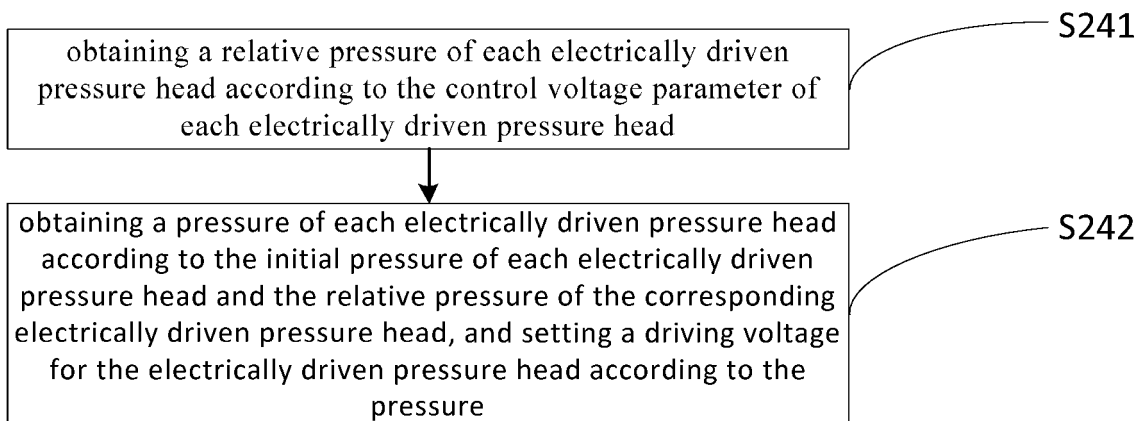 S241
obtaining a relative pressure of each electrically driven
pressure head according to the control voltage parameter of
each electrically driven pressure head
S242
obtaining a pressure of each electrically driven pressure head
according to the initial pressure of each electrically driven
pressure head and the relative pressure of the corresponding
electrically driven pressure head, and setting a driving voltage
for the electrically driven pressure head according to the
pressure